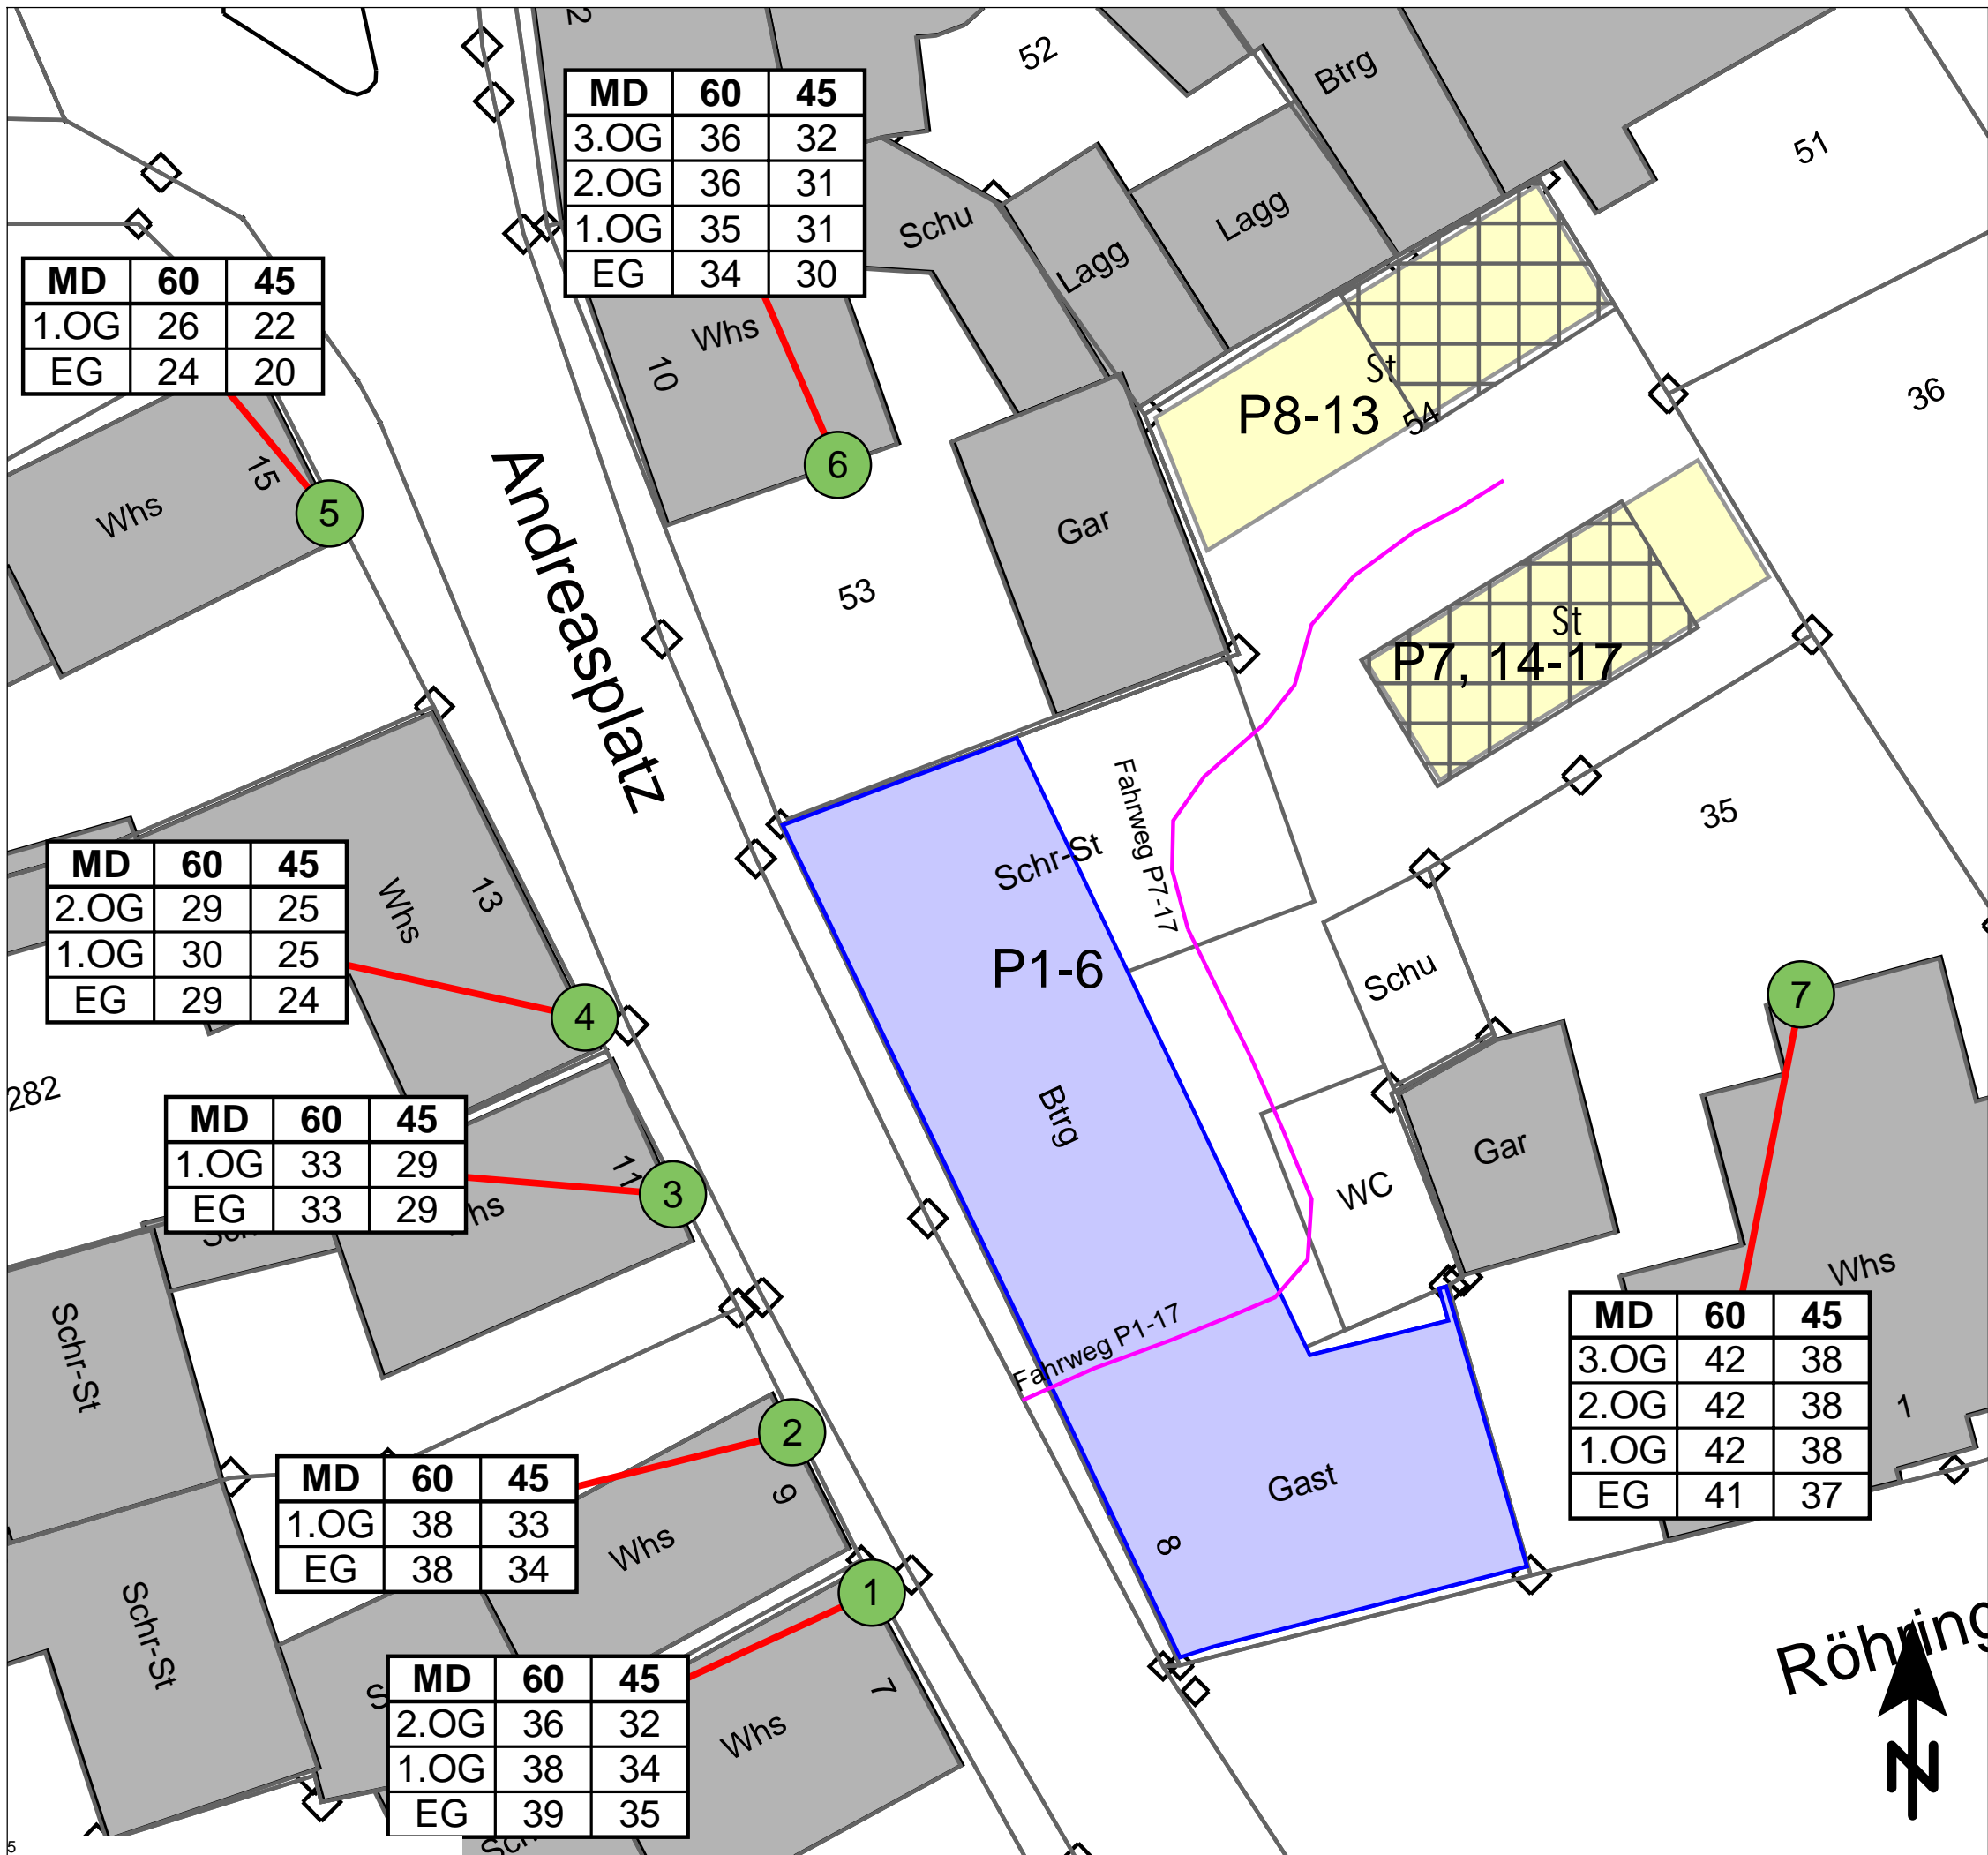 52
Btrg
51
MD 60 45
3.OG 36 32
2.OG 36 31
1.OG 35 31
EG 34 30
Schu
Lagg
Lagg
MD 60 45
1.OG 26 22
EG 24 20
Whs
10
St
P8-13
54
36
15
Whs
5
6
Andreasplatz
Gar
53
St
P7, 14-17
Fahrweg P7-17
35
Schr-St
P1-6
MD 60 45
2.OG 29 25
1.OG 30 25
EG 29 24
Whs
13
4
Schu
7
282
Btrg
MD 60 45
1.OG 33 29
EG 33 29
11
3
Gar
WC
Whs
Schr-St
Fahrweg P1-17
MD 60 45
3.OG 42 38
2.OG 42 38
1.OG 42 38
EG 41 37
1
2
MD 60 45
1.OG 38 33
EG 38 34
9
Whs
Gast
8
1
Schr-St
Röhring
MD 60 45
2.OG 36 32
1.OG 38 34
EG 39 35
7
Whs
N
5